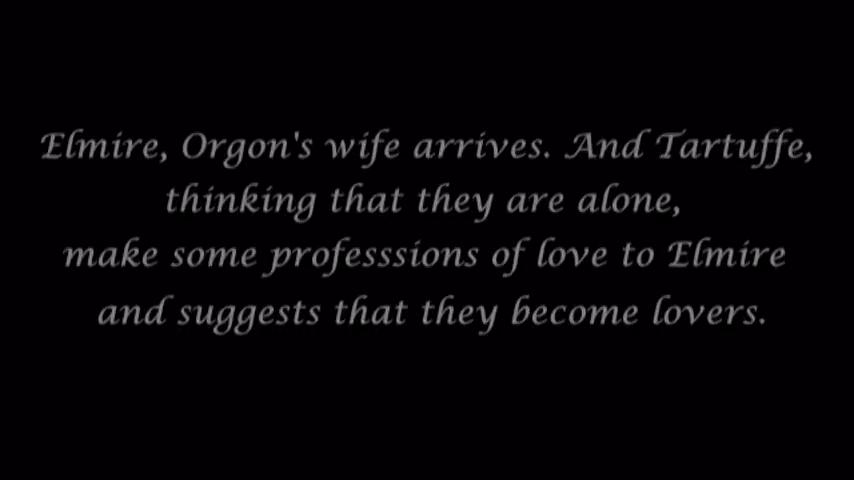 Elmire, Orgon's wife arrives. And Tartuffe,
thinking that they are alone,
make some professsions of love to Elmire
and suggests that they become lovers.